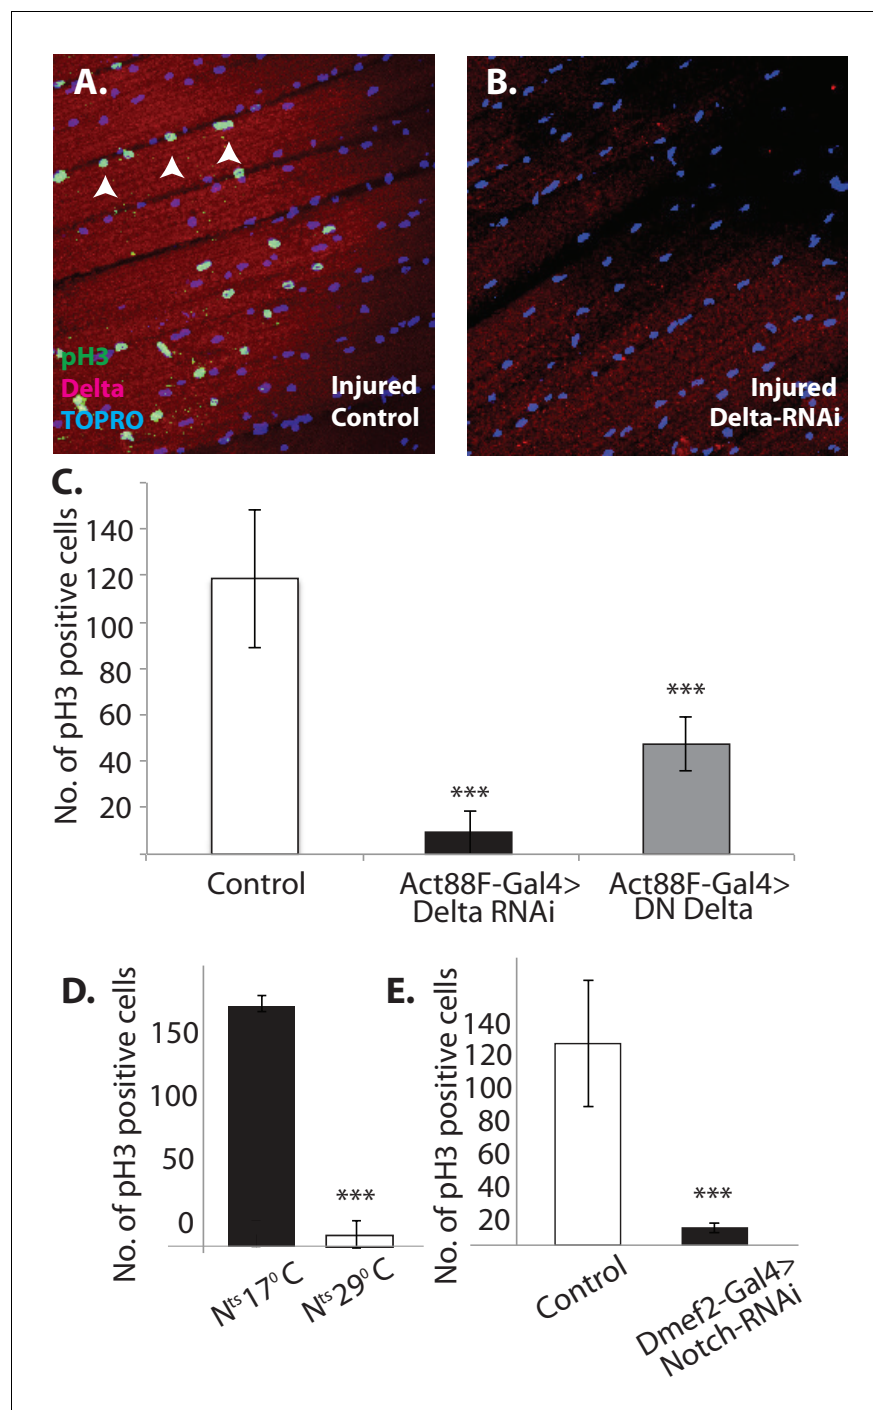 A.
pH3
Delta
TOPRO
Injured
Control
B.
Injured
Delta-RNAi
C.
No. of pH3 positive cells
140
120
100
80
60
40
20
***
***
Control
Act88F-Gal4>
Delta RNAi
Act88F-Gal4>
DN Delta
D.
No. of pH3 positive cells
150
100
50
0
***
Nts17⁰ C
Nts29⁰ C
E.
No. of pH3 positive cells
140
120
100
80
60
40
20
***
Control
Dmef2-Gal4>
Notch-RNAi